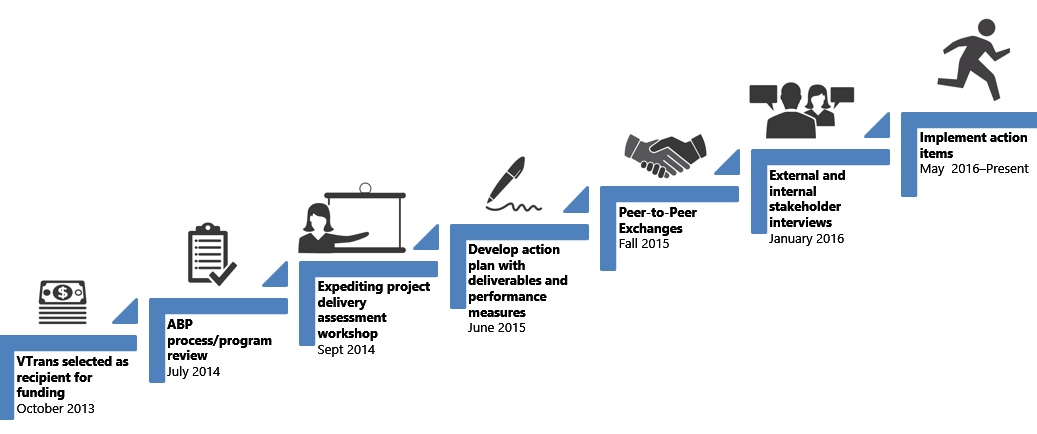 VTrans selected as
recipient for
funding
October 2013
ABP
process/program
review
July 2014
Expediting project
delivery
assessment
workshop
Sept 2014
Develop action
plan with
deliverables and
performance
measures
June 2015
Peer-to-Peer
Exchanges
Fall 2015
External and
internal
stakeholder
interviews
January 2016
Implement action
items
May  2016–Present